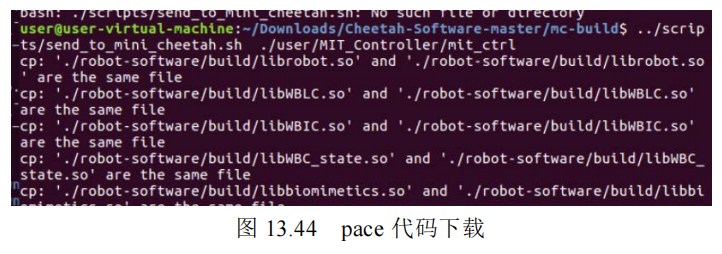 bash: ./scripts/send_to_mini_cheetah.sh: No such file or directory
user@user-virtual-machine:~/Downloads/Cheetah-Software-master/mc-build$ ../scrip
ts/send_to_mini_cheetah.sh  ./user/MIT_Controller/mit_ctrl
cp: './robot-software/build/librobot.so' and './robot-software/build/librobot.so
' are the same file
cp: './robot-software/build/libWBLC.so' and './robot-software/build/libWBLC.so'
are the same file
cp: './robot-software/build/libWBIC.so' and './robot-software/build/libWBIC.so'
are the same file
cp: './robot-software/build/libWBC_state.so' and './robot-software/build/libWBC_
state.so' are the same file
cp: './robot-software/build/libbiomimetics.so' and './robot-software/build/libbi
omimetics.so' are the same file
图 13.44 pace 代码下载